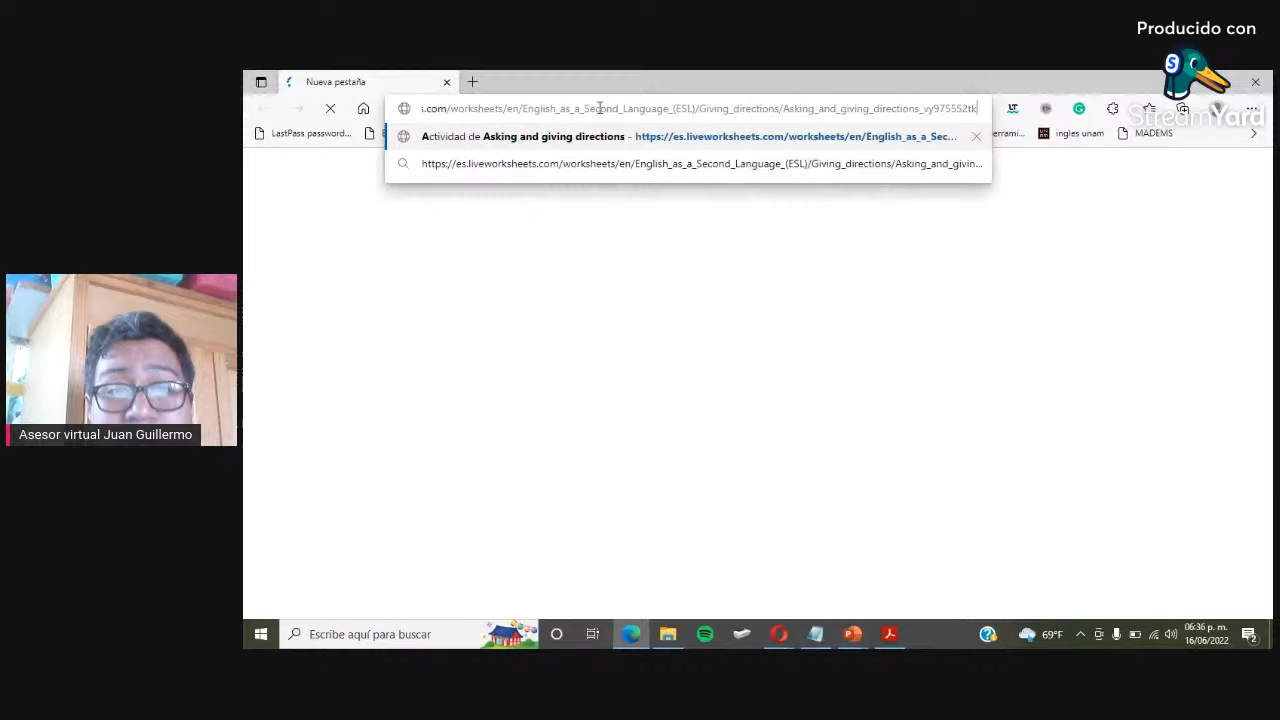 Producido con
StreamYard
Nueva pestaña
s.com/worksheets/en/English_as_a_Second_Language_(ESL)/Giving_directions/Asking_and_giving_directions_vy975552tk
Actividad de Asking and giving directions - https://es.liveworksheets.com/worksheets/en/English_as_a_Sec...
https://es.liveworksheets.com/worksheets/en/English_as_a_Second_Language_(ESL)/Giving_directions/Asking_and_givin...
LastPass password...
ingles unam
MADEMS
Asesor virtual Juan Guillermo
Escribe aquí para buscar
69°F
06:36 p. m.
16/06/2022
2